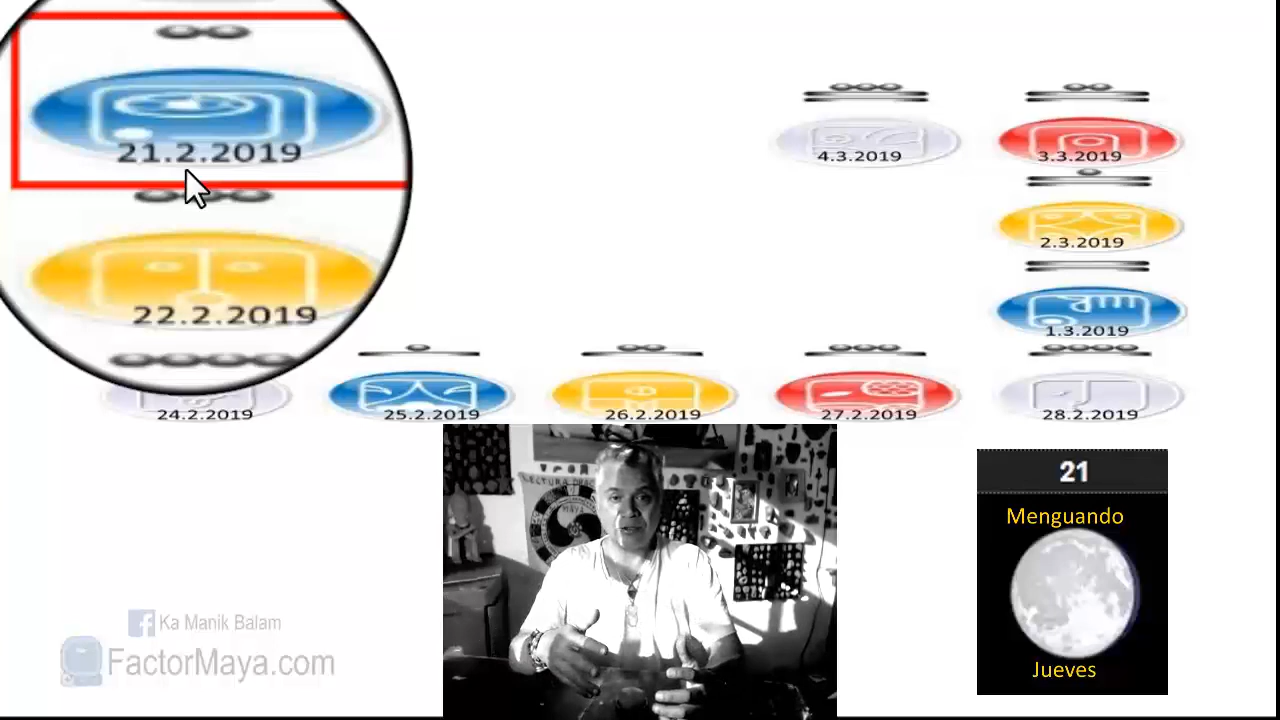 21.2.2019
22.2.2019
4.3.2019
3.3.2019
2.3.2019
1.3.2019
24.2.2019
25.2.2019
26.2.2019
27.2.2019
28.2.2019
LECTURA
MAYA
21
Menguando
Jueves
Ka Manik Balam
FactorMaya.com